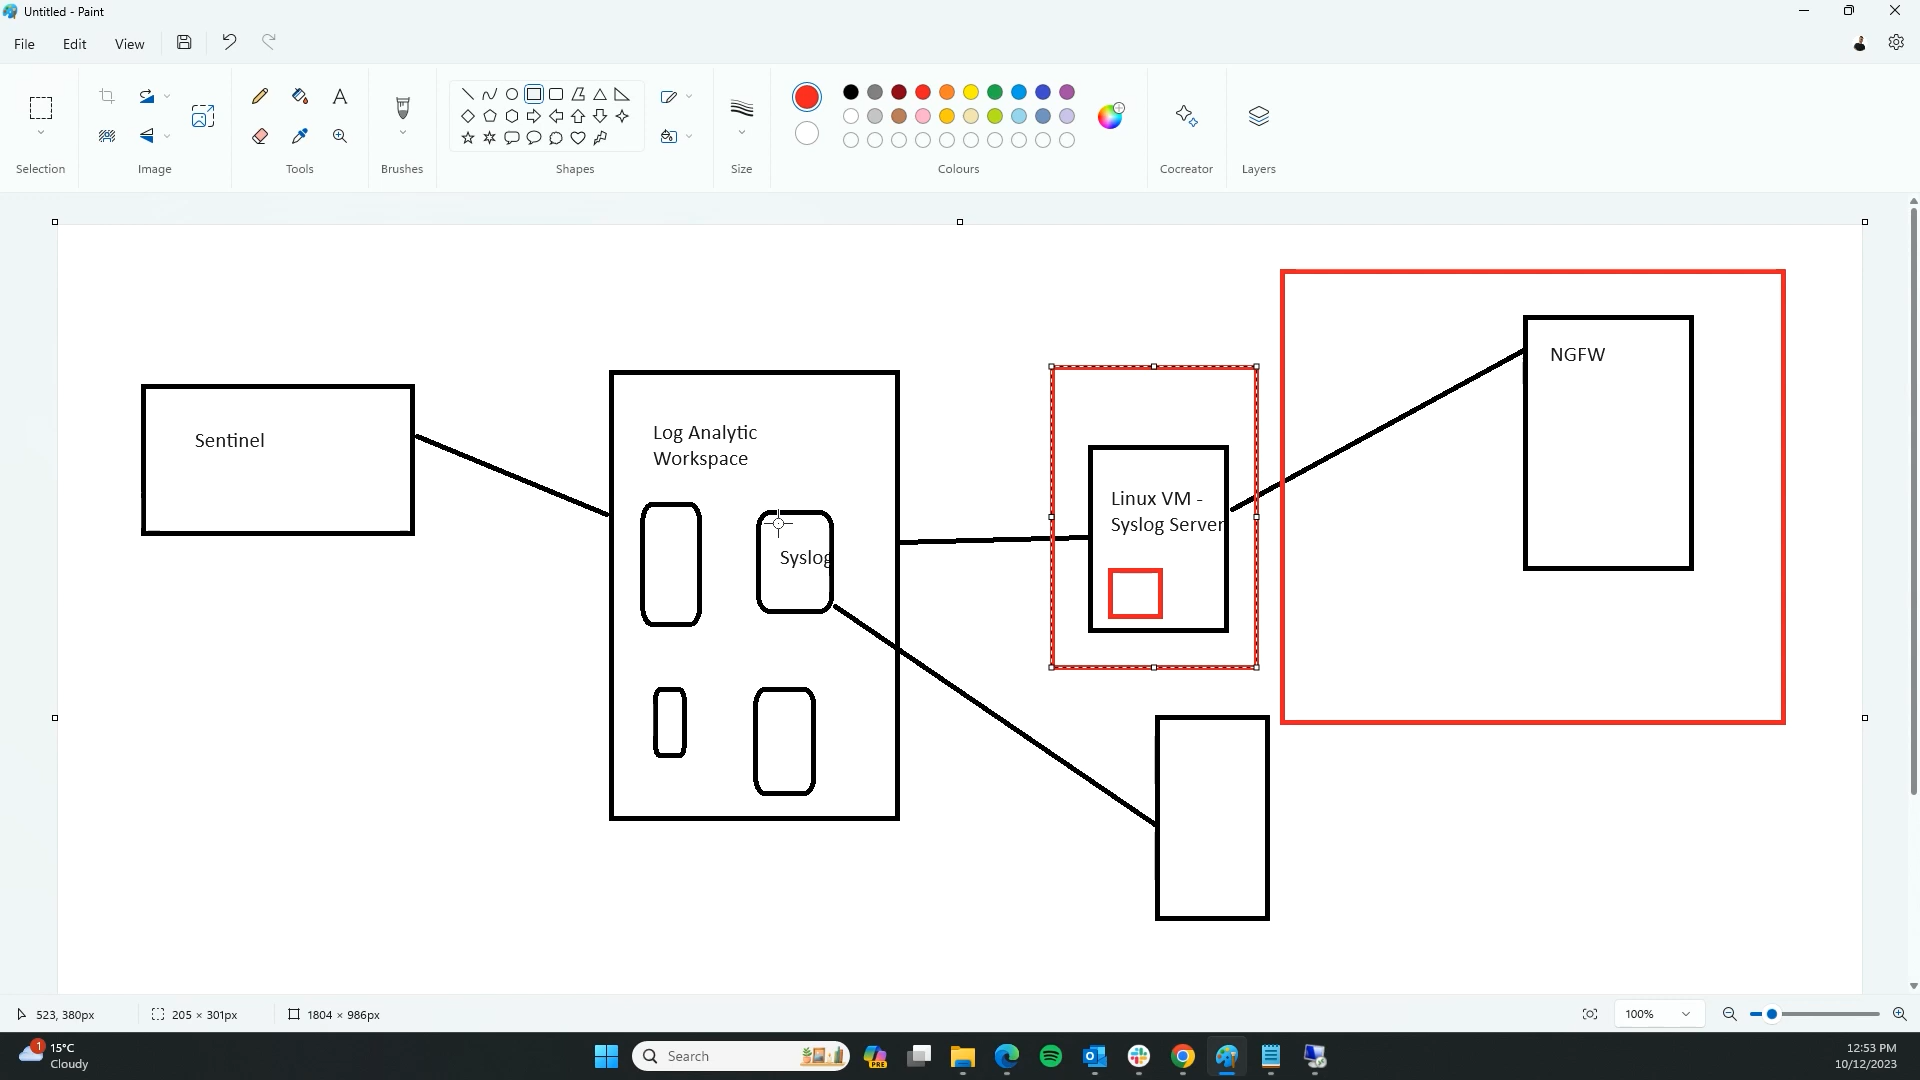 Untitled - Paint
File
Edit
View
Selection
Image
Tools
Brushes
Shapes
Size
Colours
Cocreator
Layers
NGFW
Sentinel
Log Analytic
Workspace
Linux VM -
Syslog Server
Syslog
523, 380px
205 × 301px
1804 × 986px
100%
1
15°C
Cloudy
Search
PRE
12:53 PM
10/12/2023